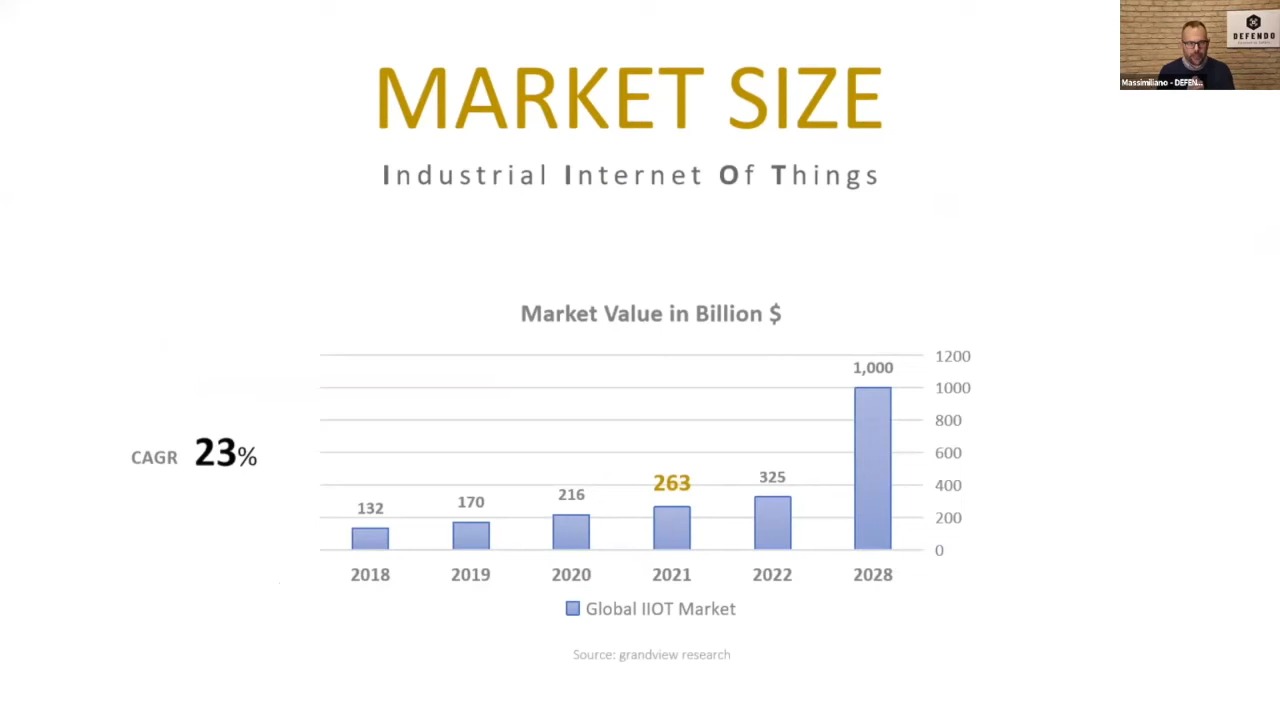 MARKET SIZE
Industrial Internet Of Things
DEFENDO
Massimiliano - DEFEN...
Market Value in Billion $
CAGR 23%
1200
1000
800
600
400
200
0
132
170
216
263
325
1,000
2018
2019
2020
2021
2022
2028
Global IIOT Market
Source: grandview research